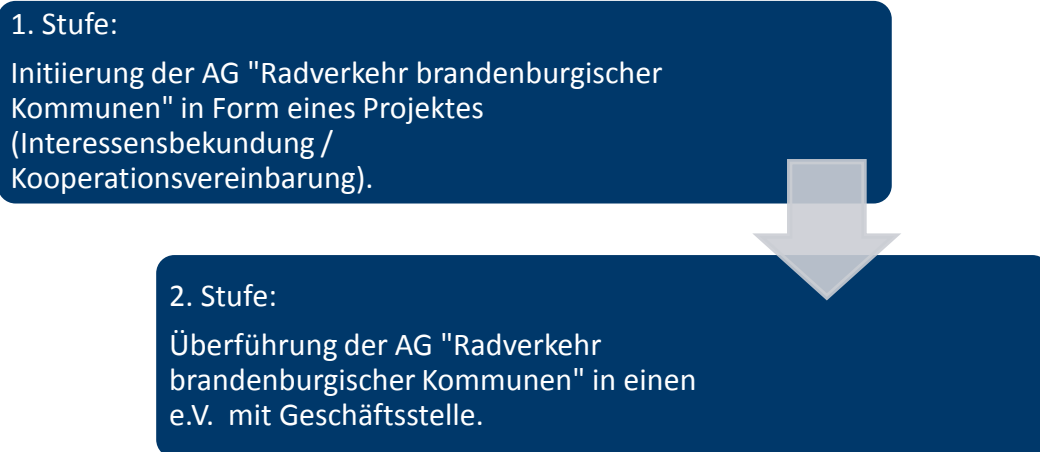 1. Stufe:
Initiierung der AG "Radverkehr brandenburgischer
Kommunen" in Form eines Projektes
(Interessensbekundung /
Kooperationsvereinbarung).
2. Stufe:
Überführung der AG "Radverkehr
brandenburgischer Kommunen" in einen
e.V.  mit Geschäftsstelle.